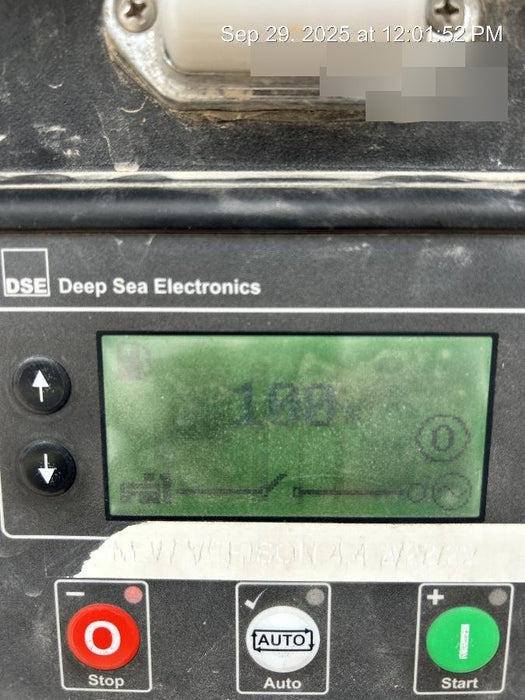 Sep 29, 2025 at 12:01:52 PM
DSE Deep Sea Electronics
100%
0
− ✓ +
O AUTO I
Stop Auto Start